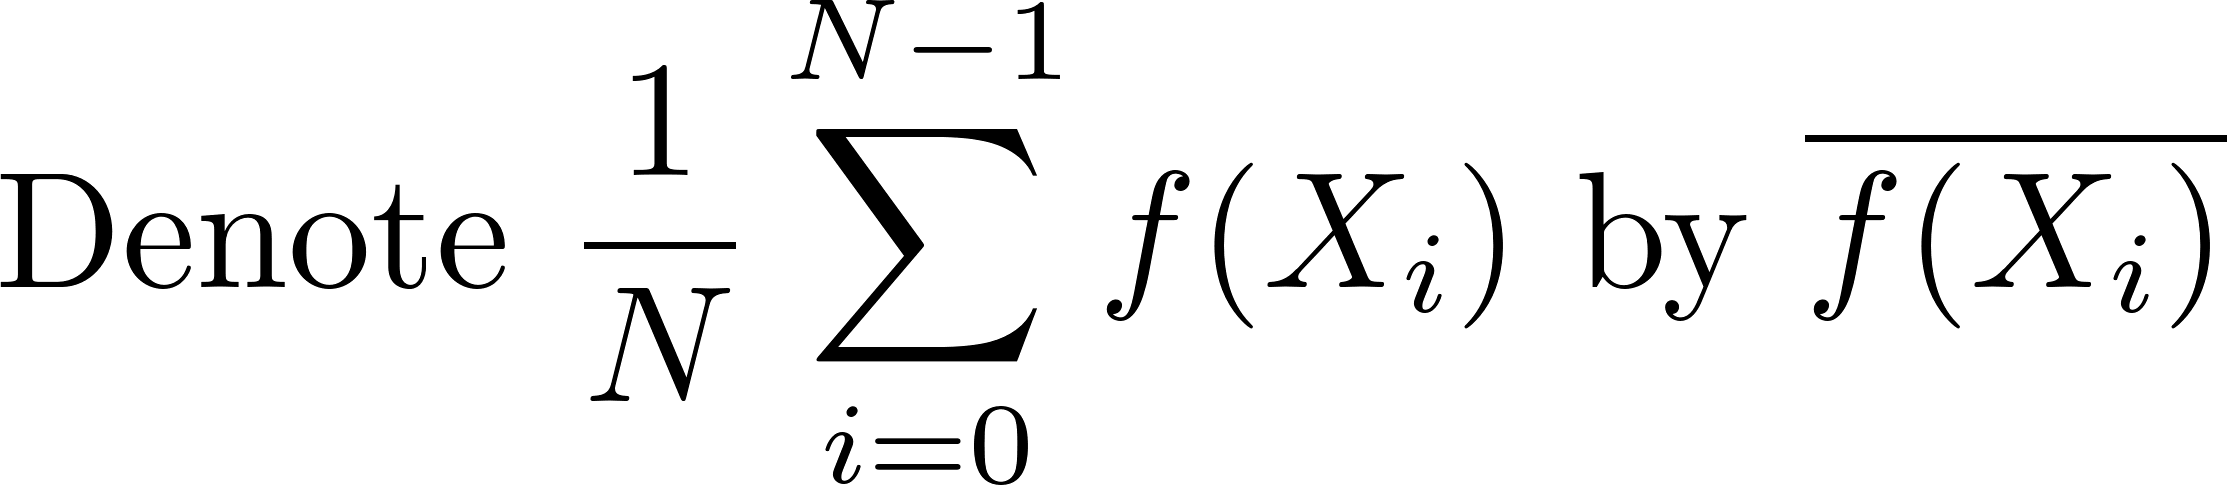 Denote $\frac{1}{N} \sum_{i=0}^{N-1} f(X_i)$ by $\overline{f(X_i)}$